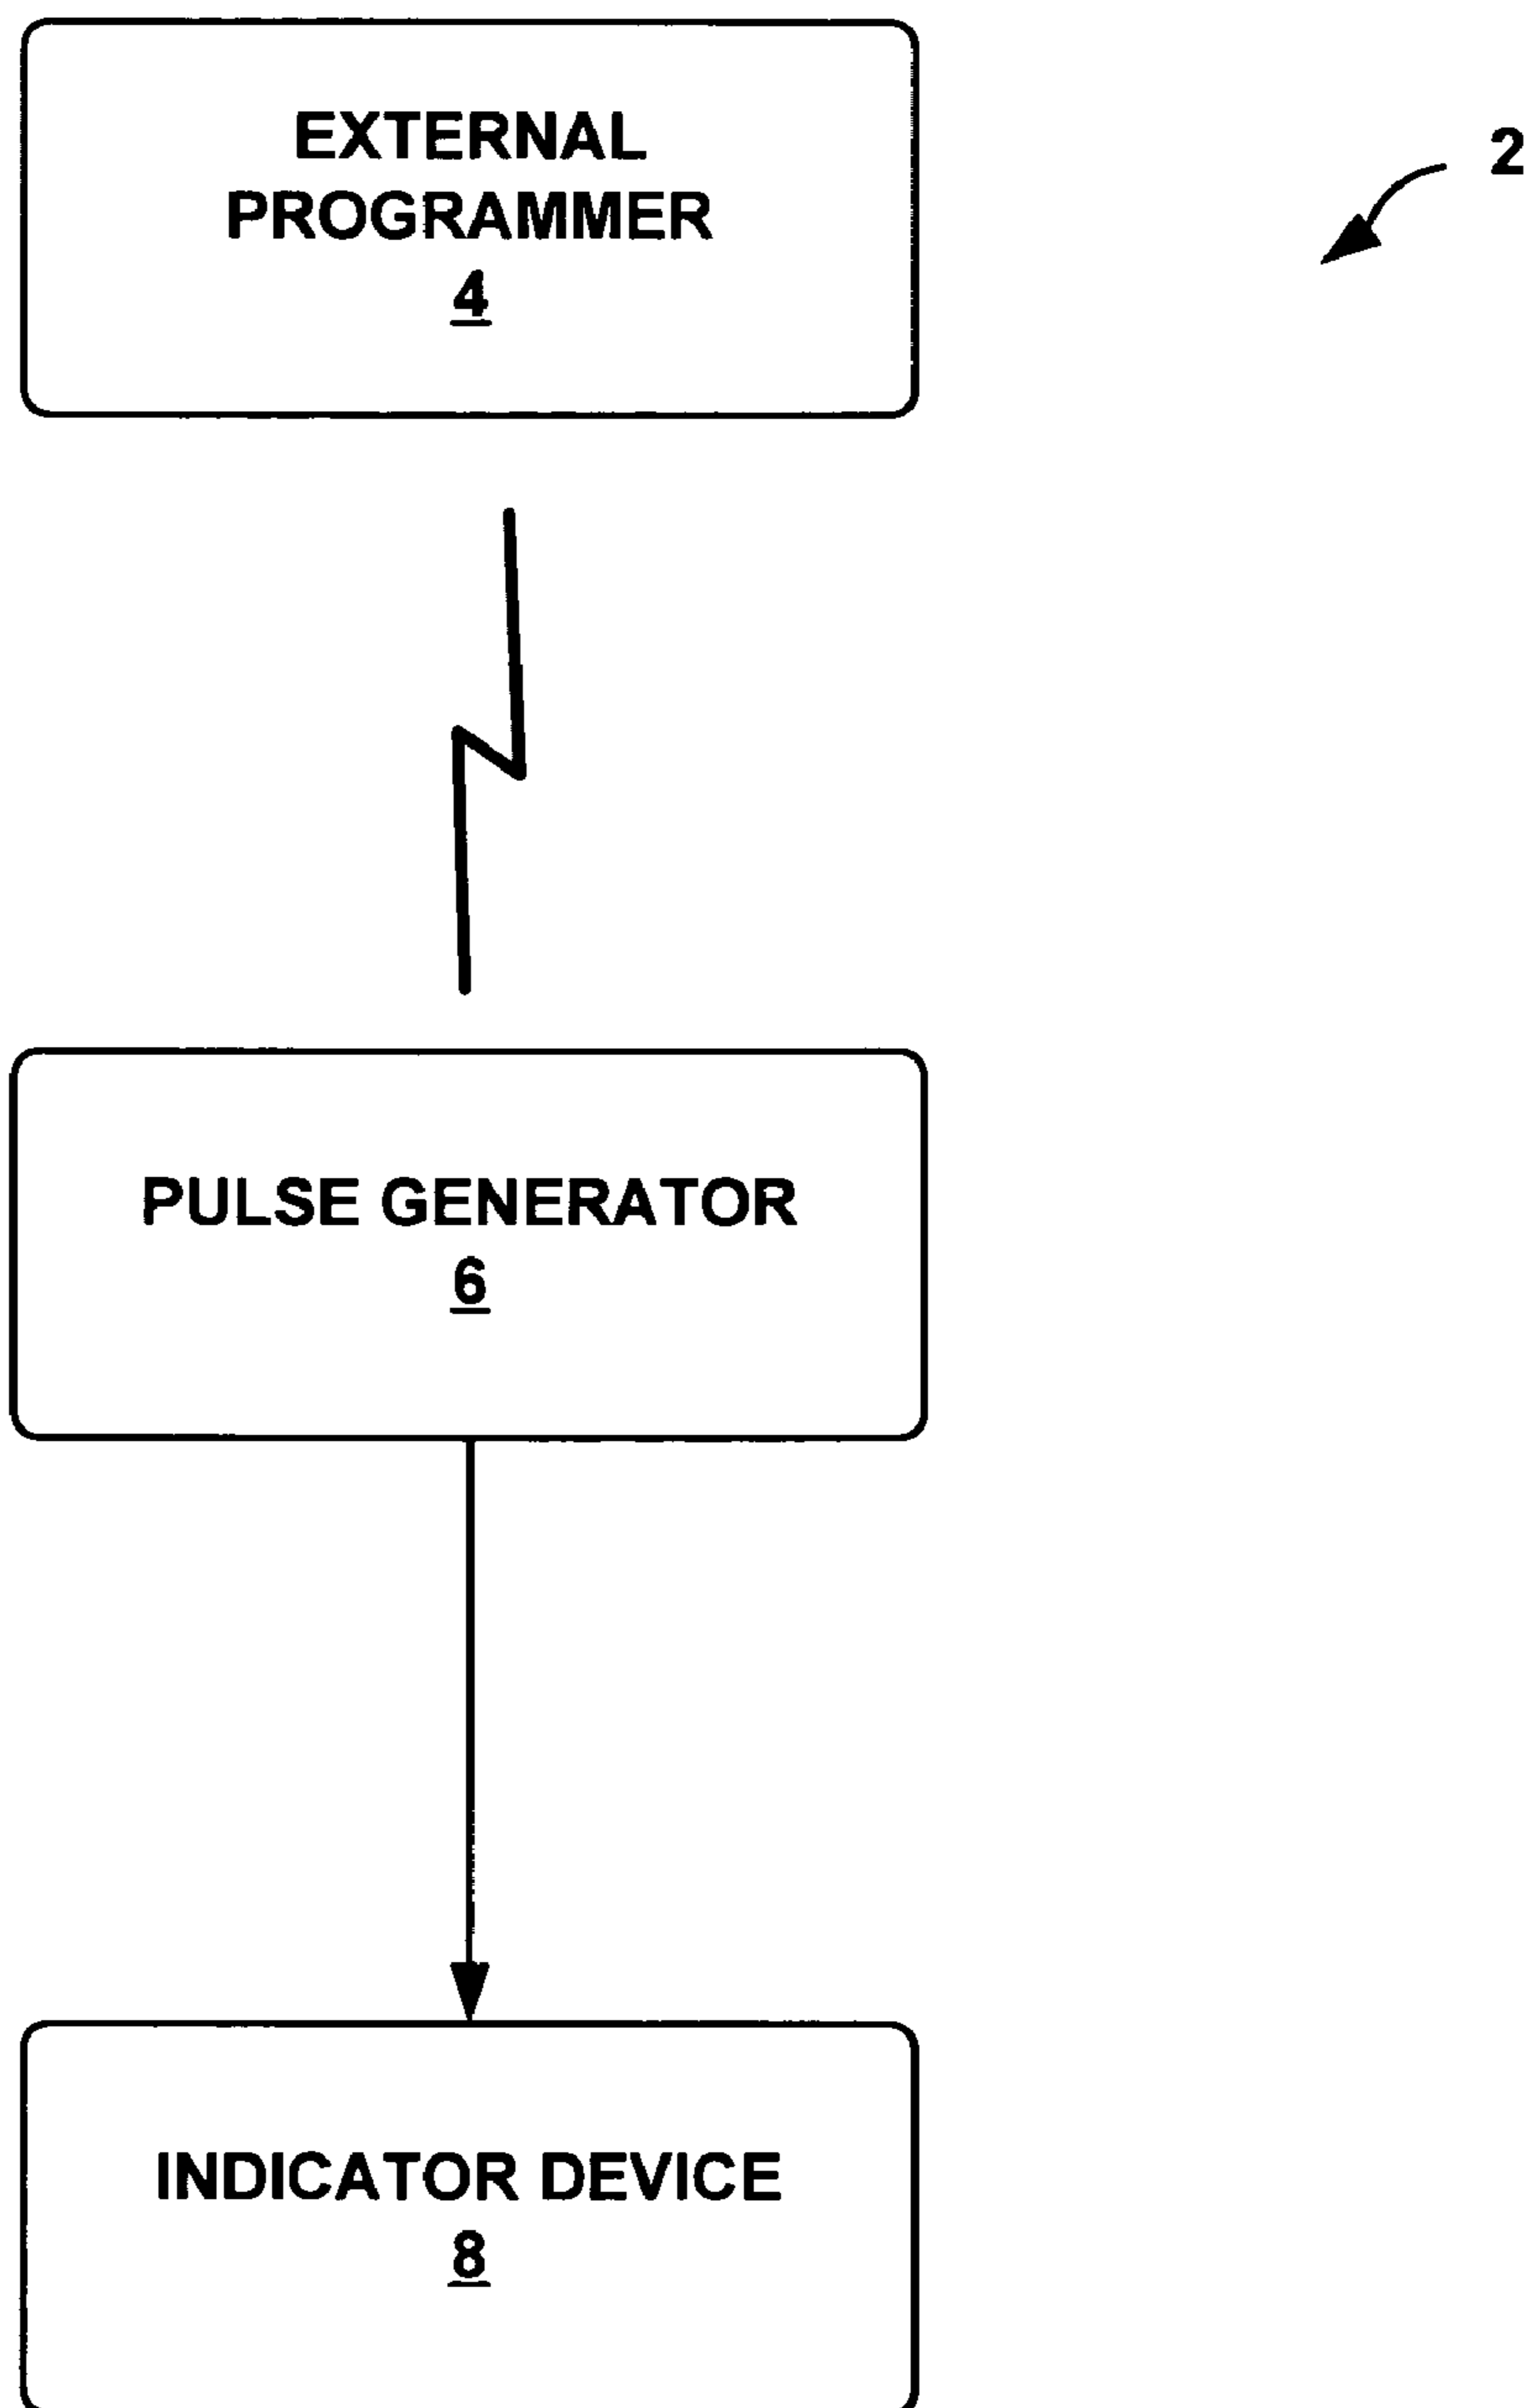 EXTERNAL
PROGRAMMER
4
2
PULSE GENERATOR
6
INDICATOR DEVICE
8